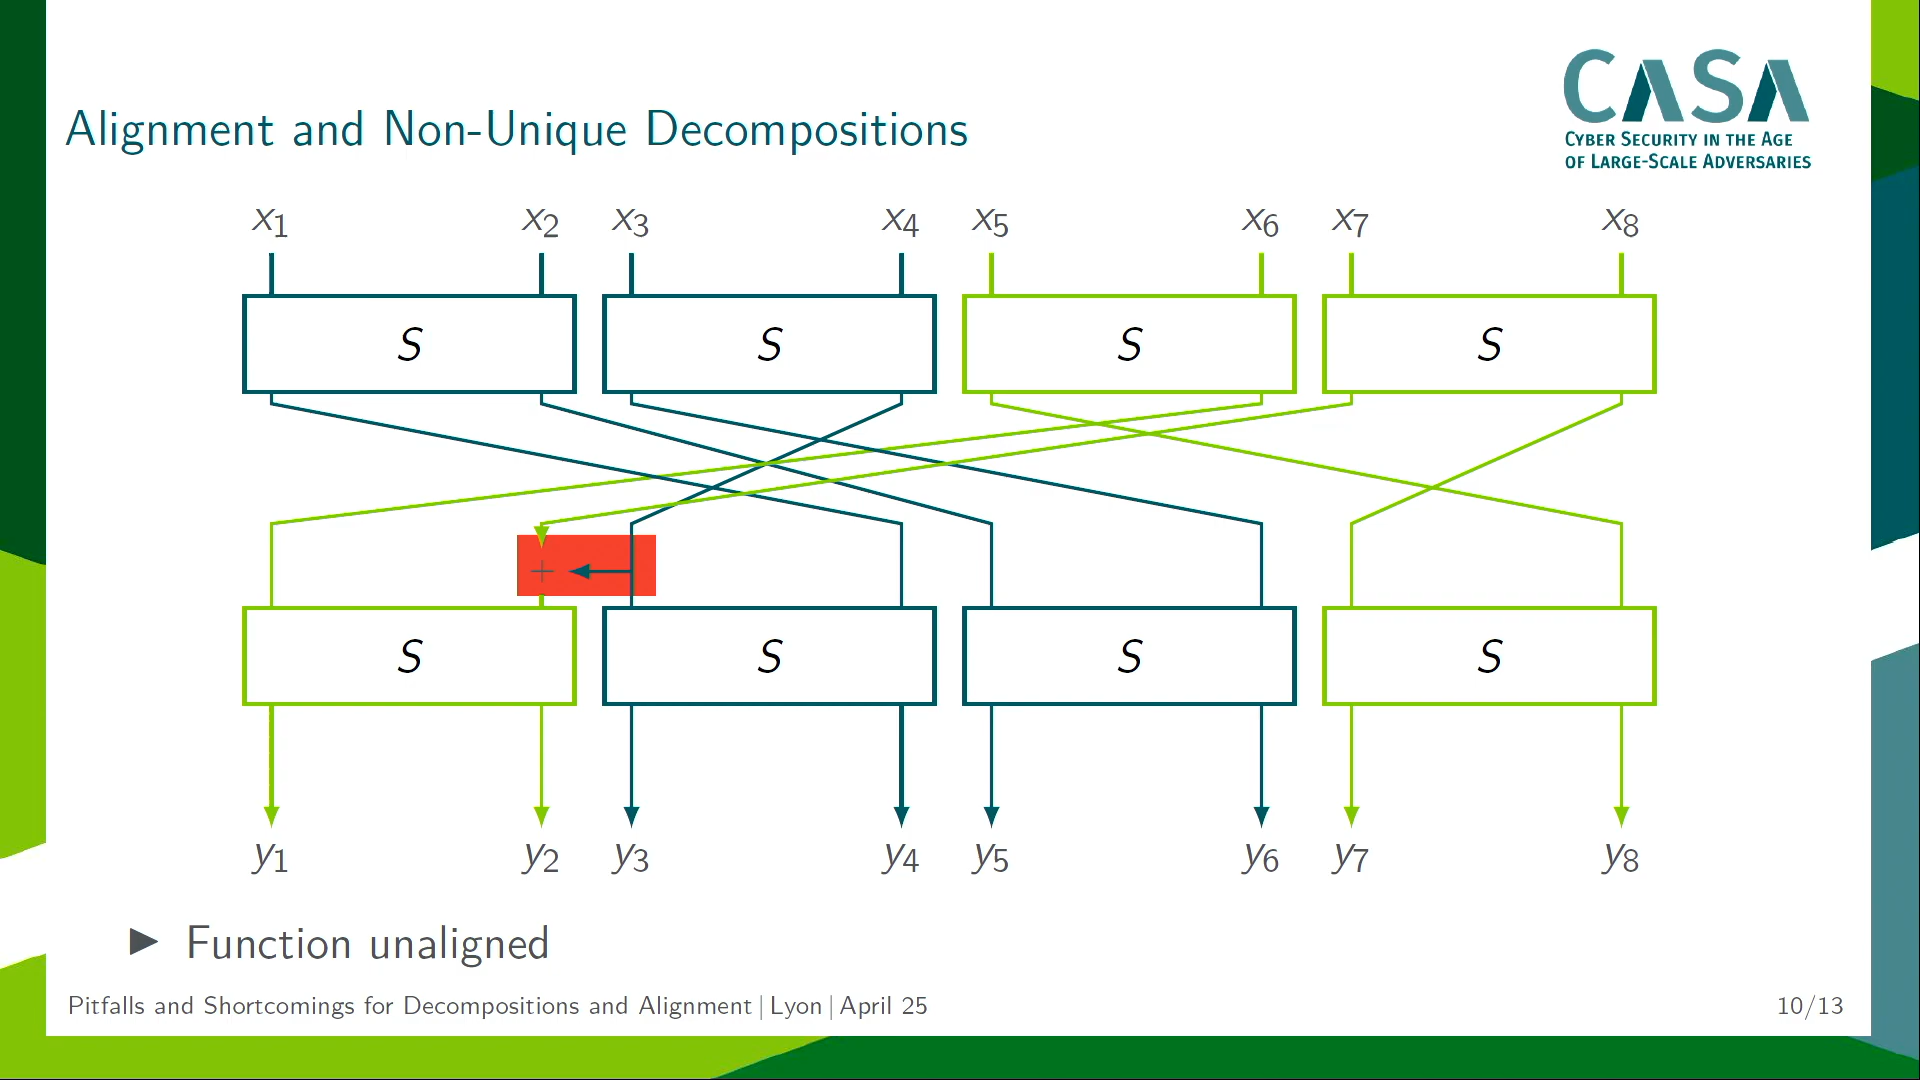 CASA
CYBER SECURITY IN THE AGE
OF LARGE-SCALE ADVERSARIES
Alignment and Non-Unique Decompositions
x1 x2 x3 x4 x5 x6 x7 x8
S S S S
+
S S S S
y1 y2 y3 y4 y5 y6 y7 y8
► Function unaligned
Pitfalls and Shortcomings for Decompositions and Alignment | Lyon | April 25 10/13